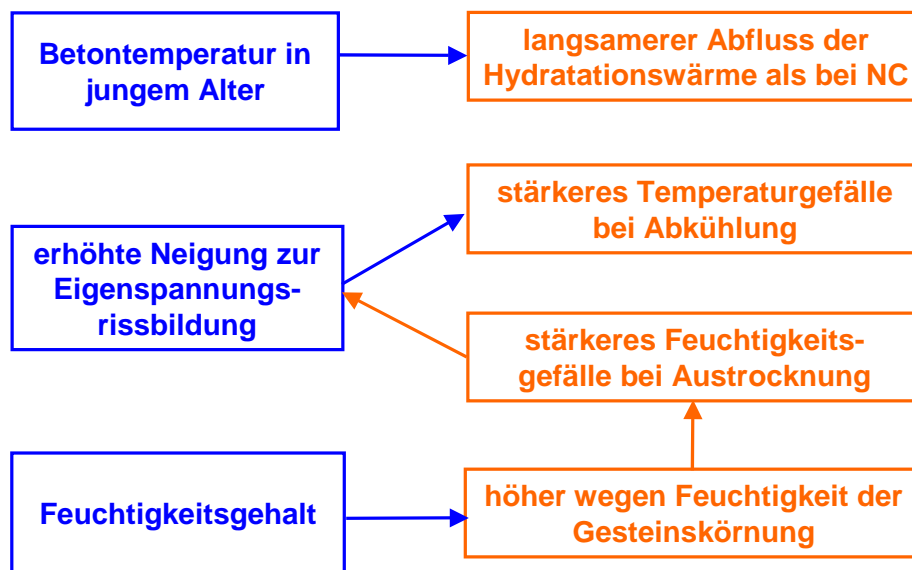 Betontemperatur in
jungem Alter
langsamerer Abfluss der
Hydratationswärme als bei NC
stärkeres Temperaturgefälle
bei Abkühlung
erhöhte Neigung zur
Eigenspannungs-
rissbildung
stärkeres Feuchtigkeits-
gefälle bei Austrocknung
Feuchtigkeitsgehalt
höher wegen Feuchtigkeit der
Gesteinskörnung